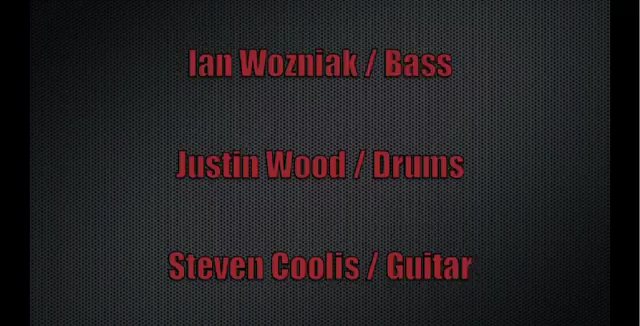 Ian Wozniak / Bass
Justin Wood / Drums
Steven Coolis / Guitar